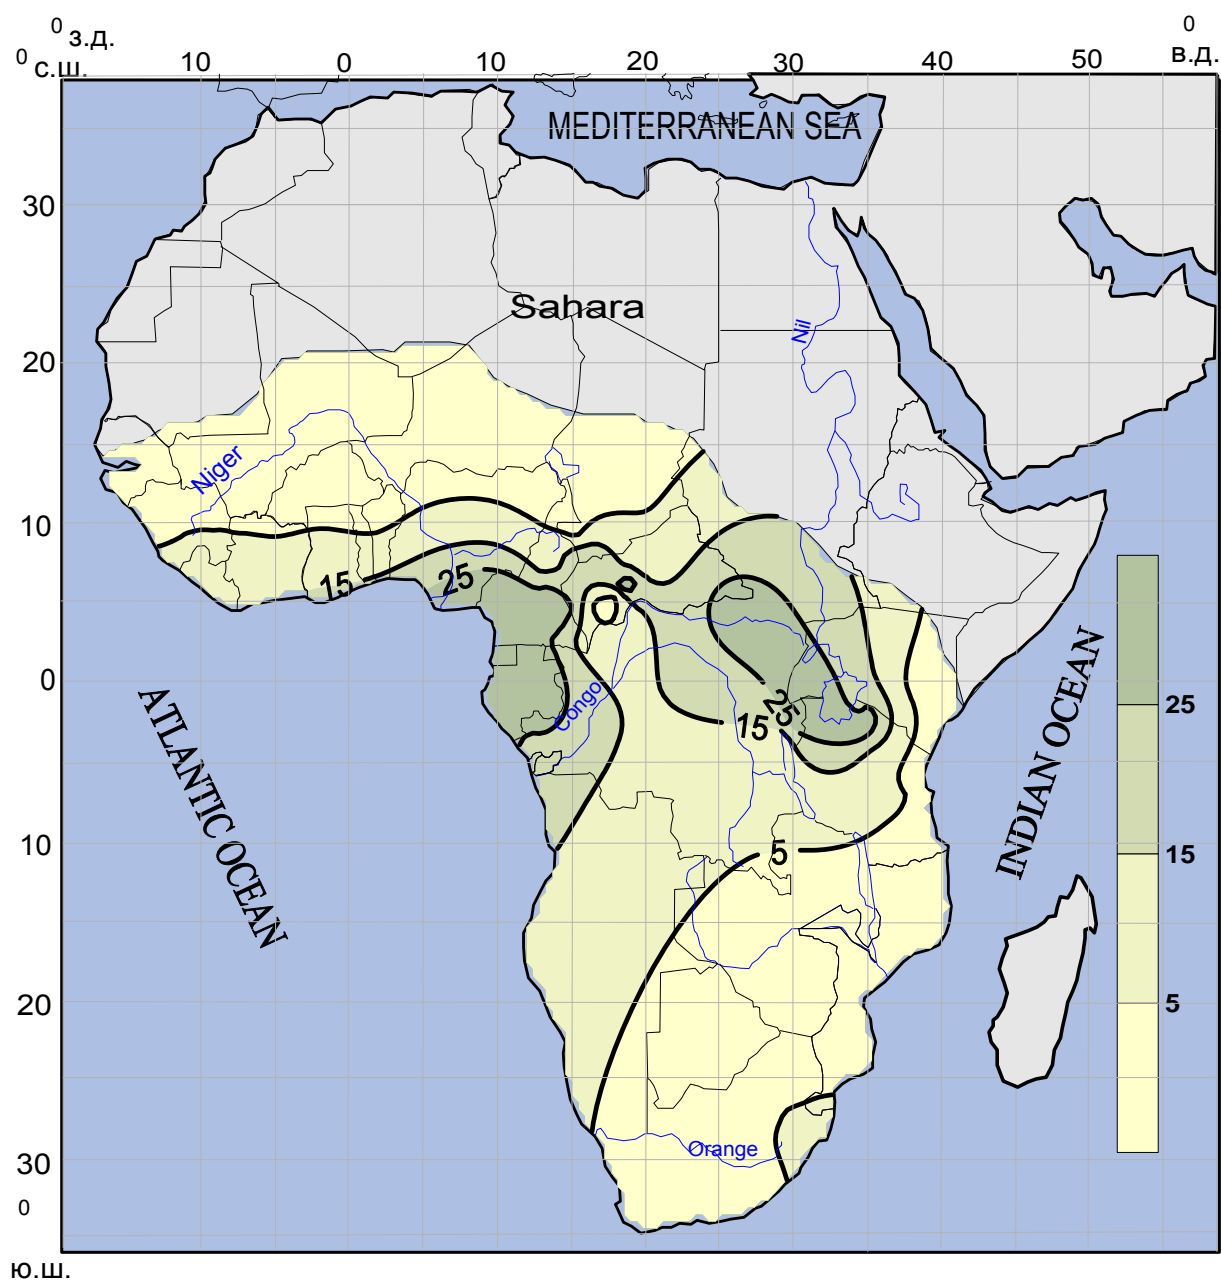 0
з.д.
0
с.ш.
10
0
10
20
30
40
50
0
в.д.
MEDITERRANEAN SEA
30
Sahara
Nil
20
Niger
10
15
25
0
Congo
25
15
25
ATLANTIC OCEAN
INDIAN OCEAN
10
5
15
20
5
Orange
30
0
ю.ш.